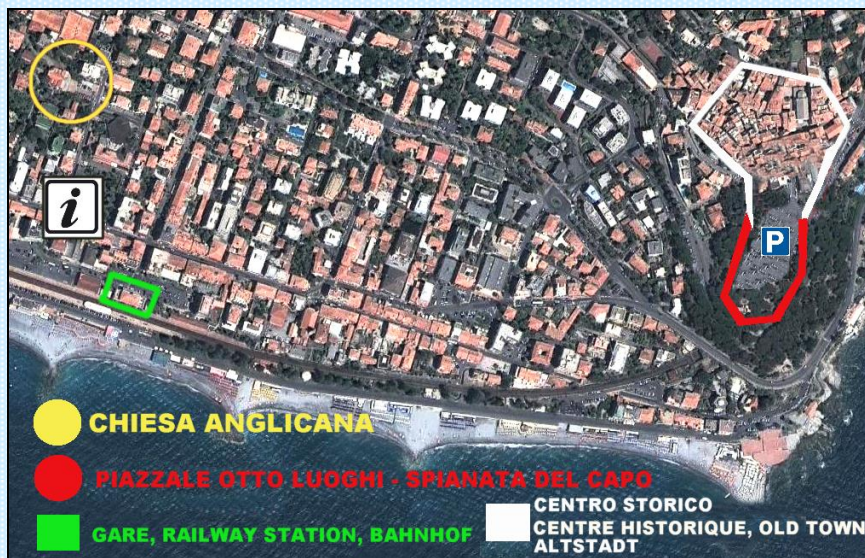 i
P
CHIESA ANGLICANA
PIAZZALE OTTO LUOGHI - SPIANATA DEL CAPO
GARE, RAILWAY STATION, BAHNHOF
CENTRO STORICO
CENTRE HISTORIQUE, OLD TOWN
ALTSTADT